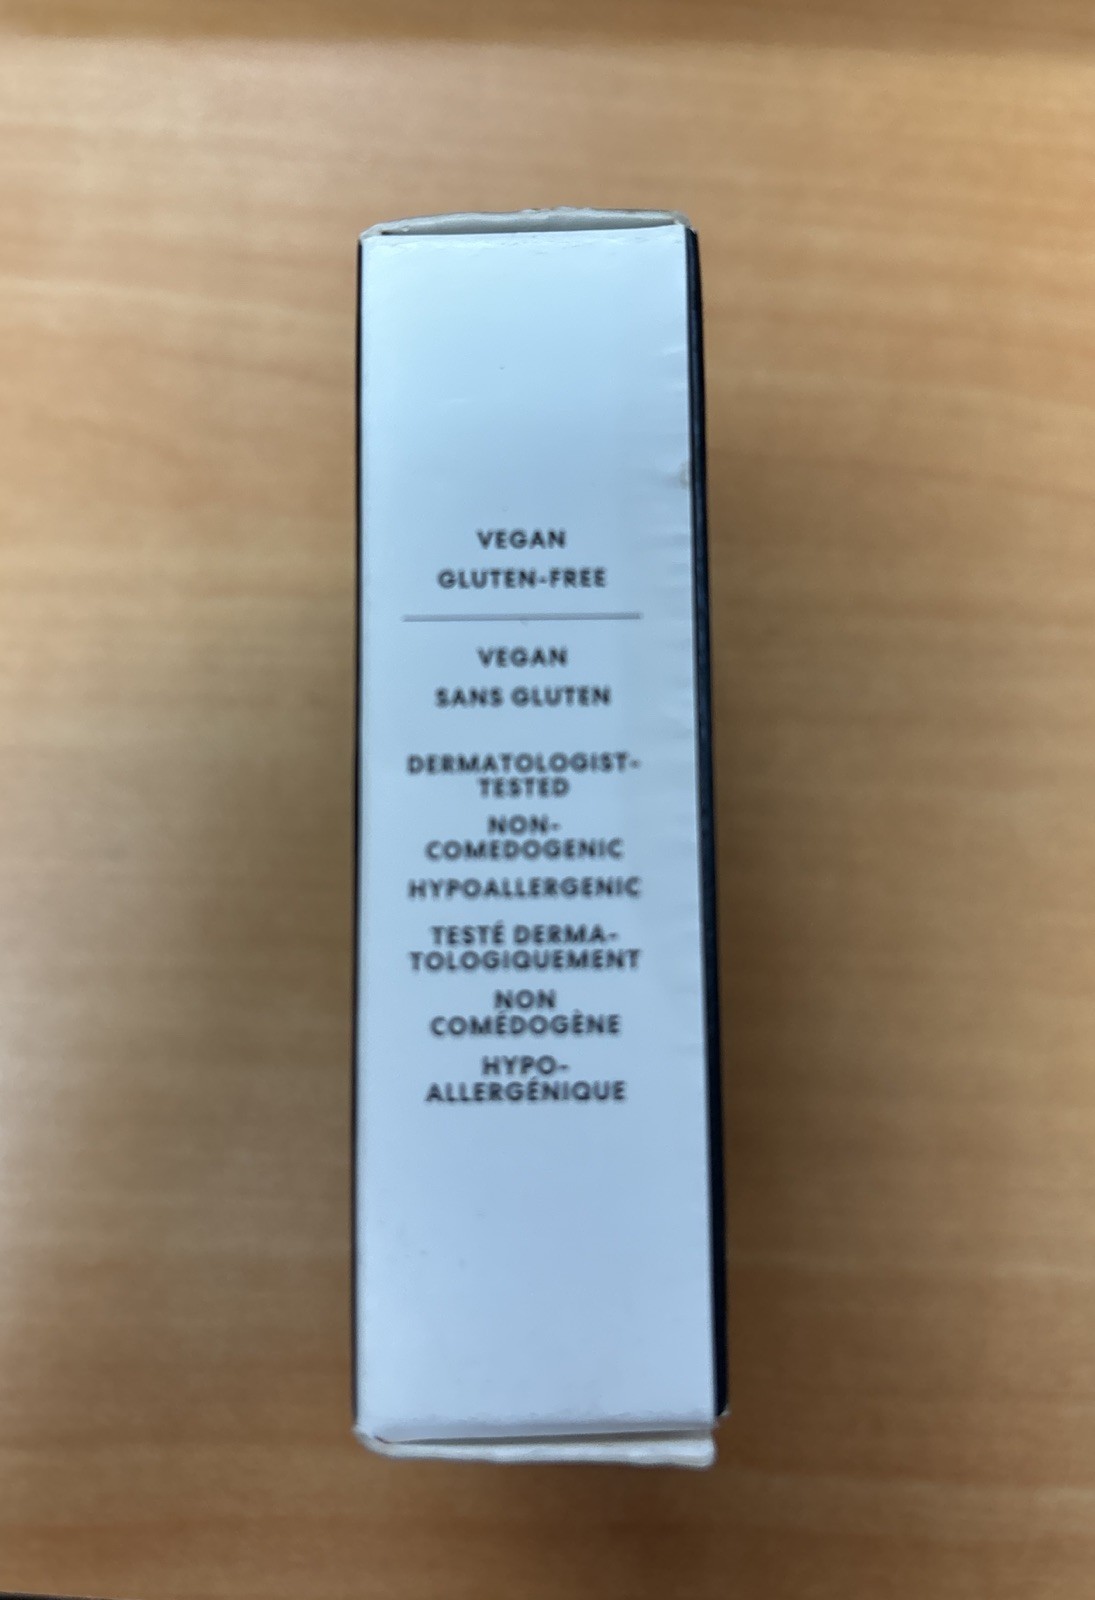 VEGAN
GLUTEN-FREE
VEGAN
SANS GLUTEN
DERMATOLOGIST-
TESTED
NON-
COMEDOGENIC
HYPOALLERGENIC
TESTÉ DERMA-
TOLOGIQUEMENT
NON
COMÉDOGÈNE
HYPO-
ALLERGÉNIQUE